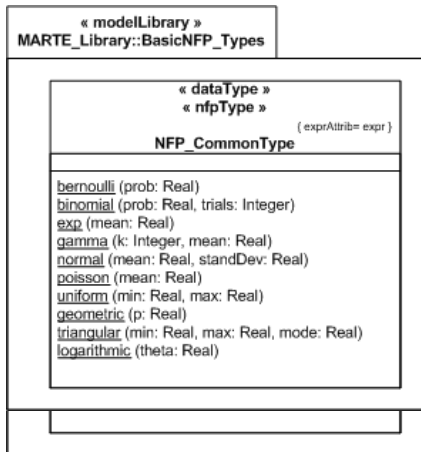 « modelLibrary »
MARTE_Library::BasicNFP_Types
« dataType »
« nfpType »
{ exprAttrib= expr }
NFP_CommonType
bernoulli (prob: Real)
binomial (prob: Real, trials: Integer)
exp (mean: Real)
gamma (k: Integer, mean: Real)
normal (mean: Real, standDev: Real)
poisson (mean: Real)
uniform (min: Real, max: Real)
geometric (p: Real)
triangular (min: Real, max: Real, mode: Real)
logarithmic (theta: Real)